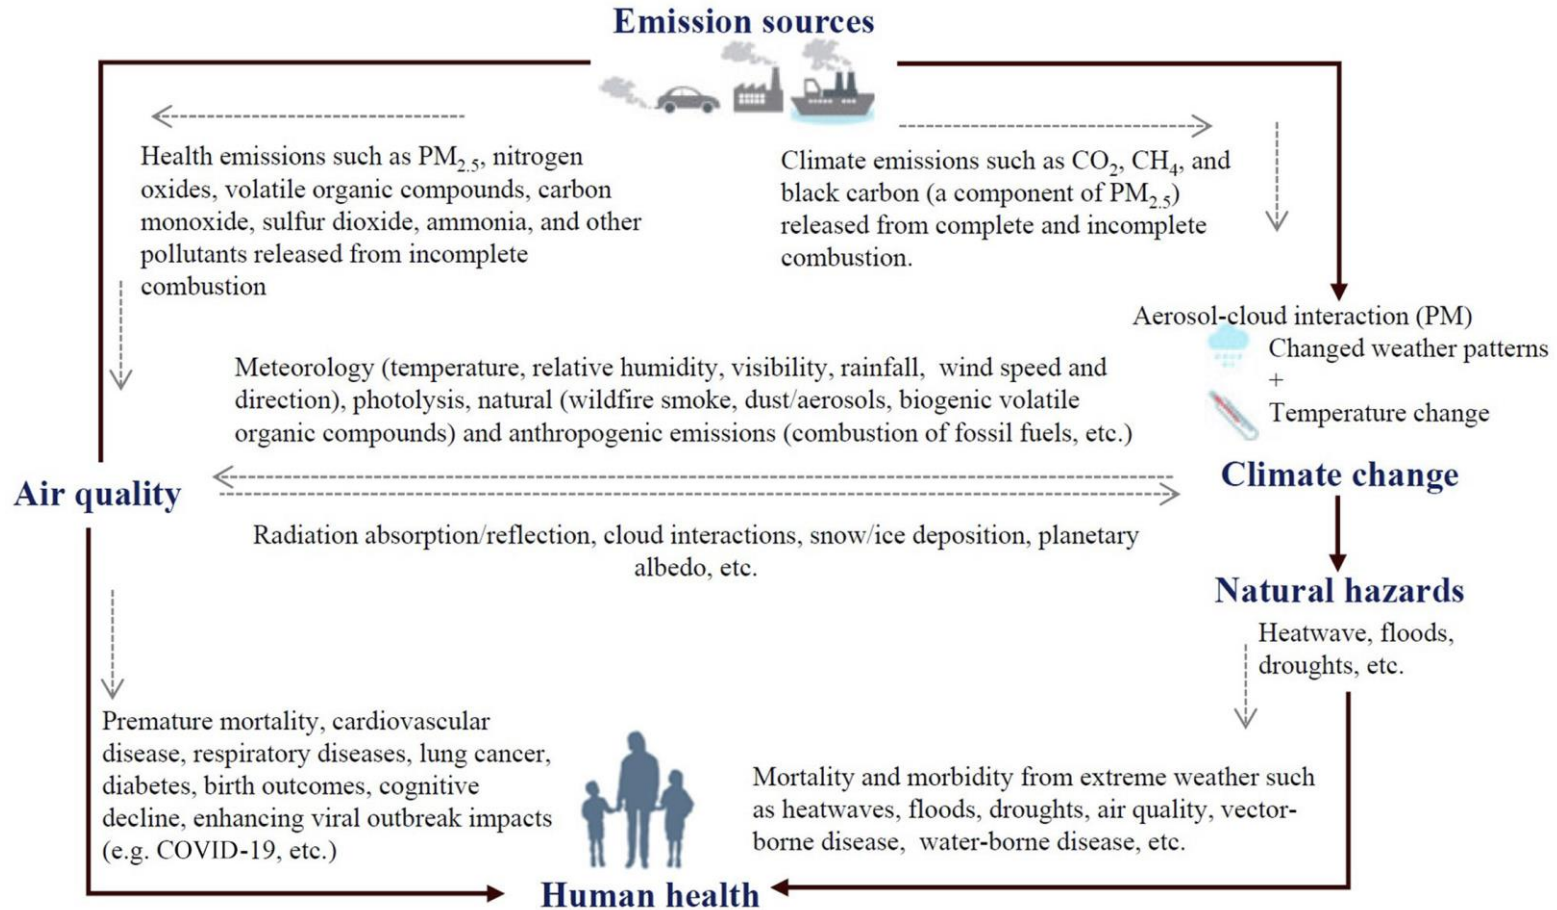 Emission sources
Health emissions such as PM2.5, nitrogen
oxides, volatile organic compounds, carbon
monoxide, sulfur dioxide, ammonia, and other
pollutants released from incomplete
combustion
Climate emissions such as CO2, CH4, and
black carbon (a component of PM2.5)
released from complete and incomplete
combustion.
Aerosol-cloud interaction (PM)
Changed weather patterns
+
Temperature change
Meteorology (temperature, relative humidity, visibility, rainfall, wind speed and
direction), photolysis, natural (wildfire smoke, dust/aerosols, biogenic volatile
organic compounds) and anthropogenic emissions (combustion of fossil fuels, etc.)
Air quality
Climate change
Radiation absorption/reflection, cloud interactions, snow/ice deposition, planetary
albedo, etc.
Natural hazards
Heatwave, floods,
droughts, etc.
Premature mortality, cardiovascular
disease, respiratory diseases, lung cancer,
diabetes, birth outcomes, cognitive
decline, enhancing viral outbreak impacts
(e.g. COVID-19, etc.)
Mortality and morbidity from extreme weather such
as heatwaves, floods, droughts, air quality, vector-
borne disease, water-borne disease, etc.
Human health